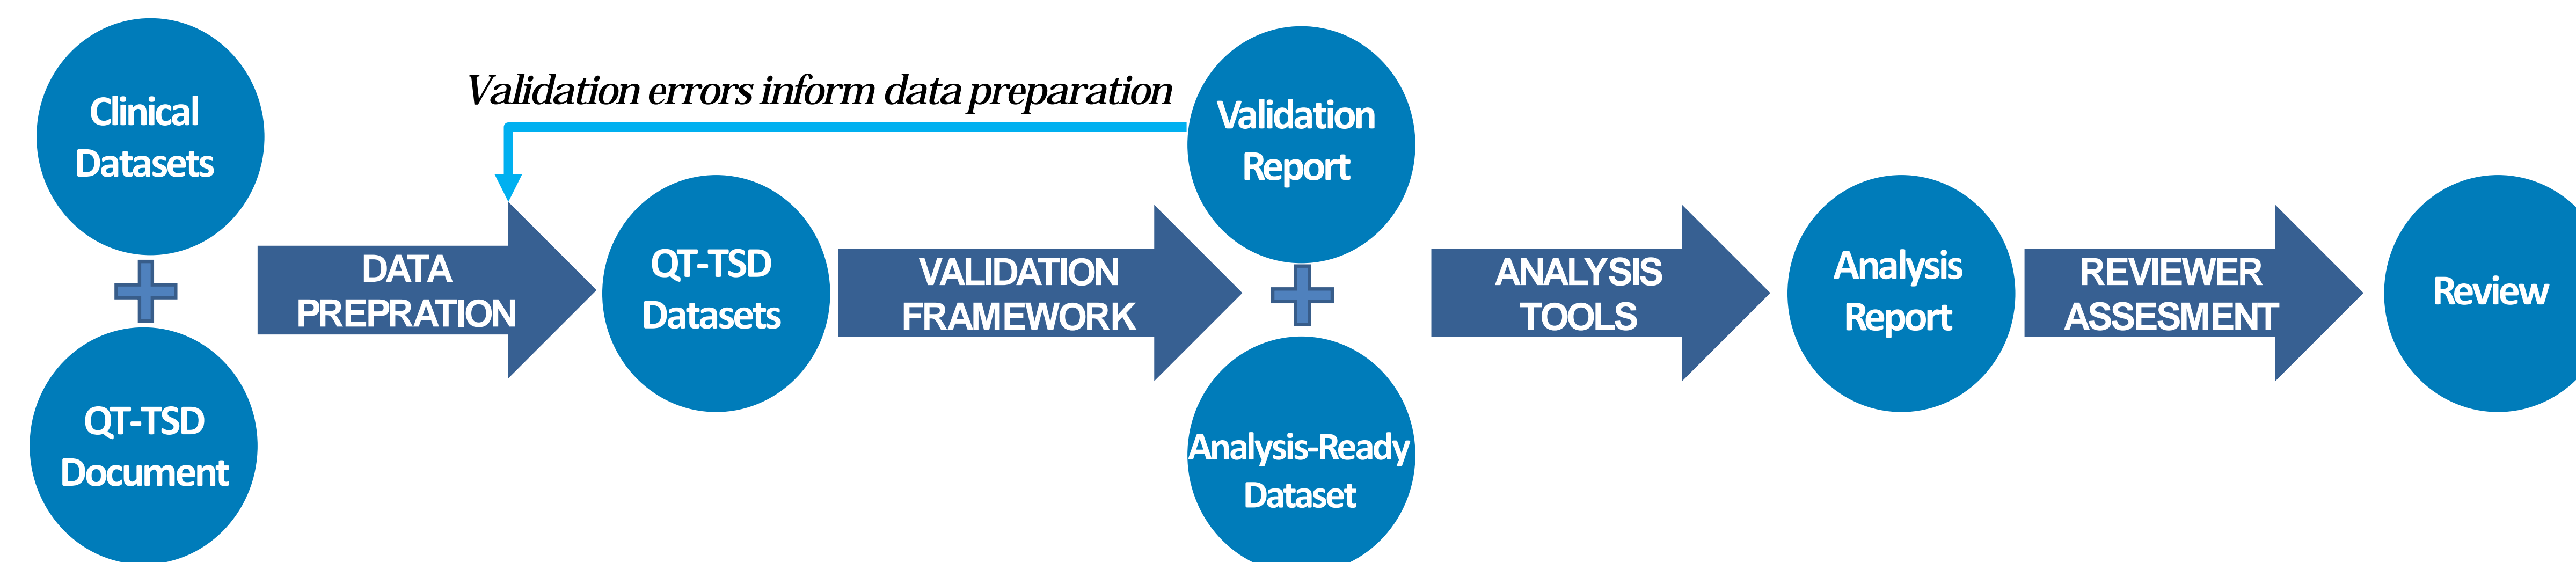 Clinical
Datasets
QT-TSD
Document
DATA
PREPRATION
Validation errors inform data preparation
QT-TSD
Datasets
VALIDATION
FRAMEWORK
Validation
Report
Analysis-Ready
Dataset
ANALYSIS
TOOLS
Analysis
Report
REVIEWER
ASSESMENT
Review